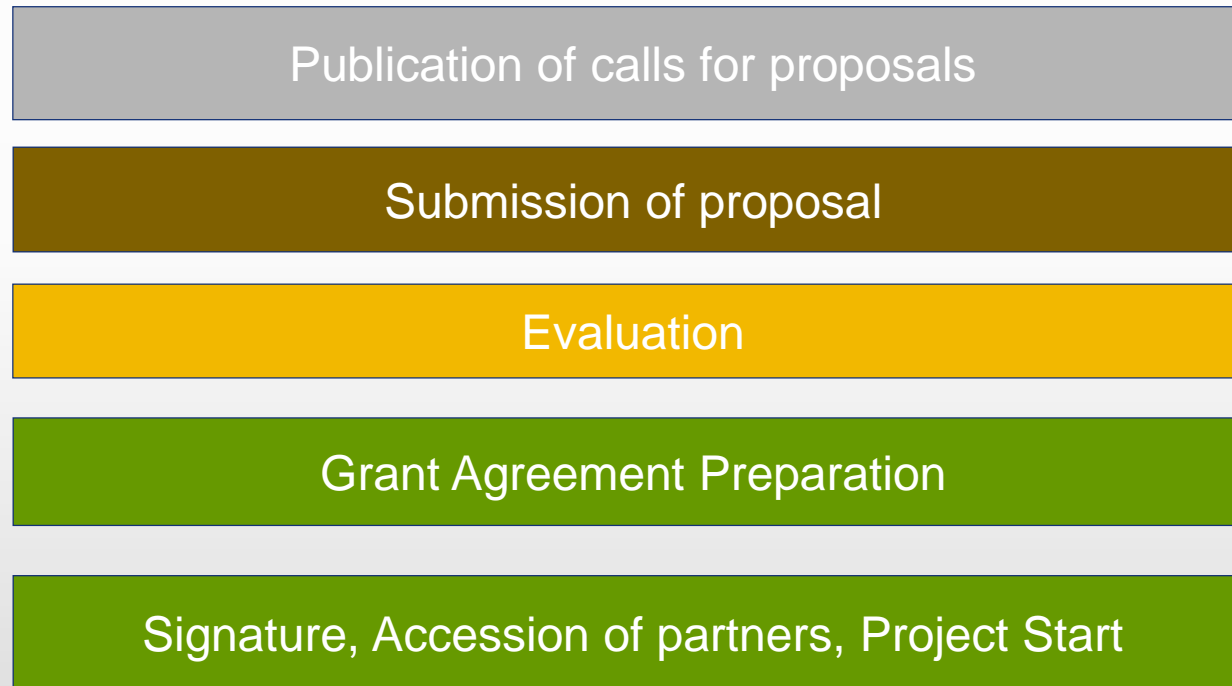 Publication of calls for proposals
Submission of proposal
Evaluation
Grant Agreement Preparation
Signature, Accession of partners, Project Start